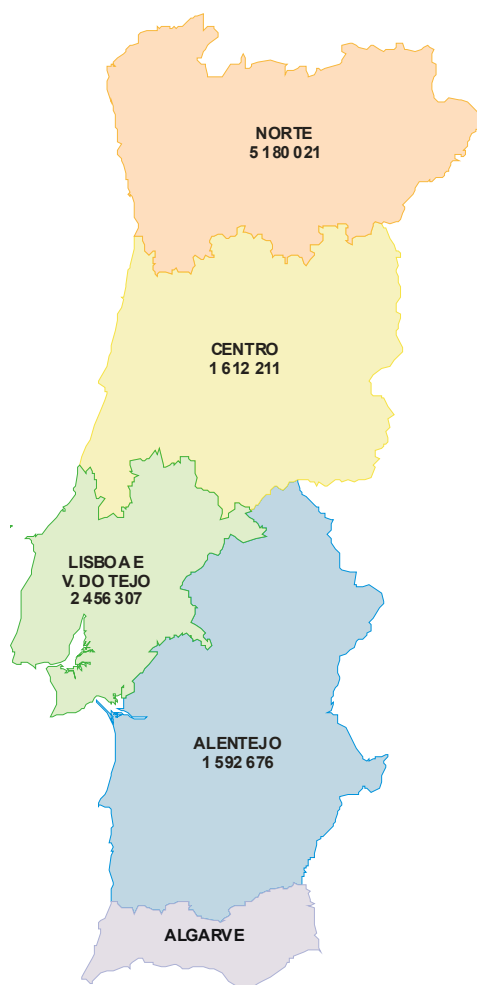 NORTE
5 180 021
CENTRO
1 612 211
LISBOA E
V. DO TEJO
2 456 307
ALENTEJO
1 592 676
ALGARVE